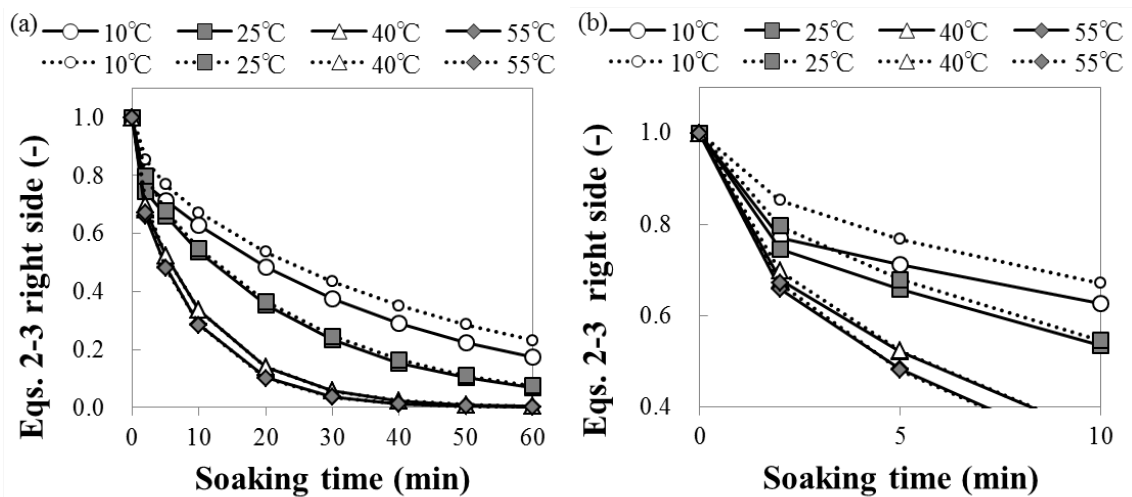 (a)
10℃ 25℃ 40℃ 55℃
10℃ 25℃ 40℃ 55℃
Eqs. 2-3 right side (-)
1.0
0.8
0.6
0.4
0.2
0.0
0 10 20 30 40 50 60
Soaking time (min)
(b)
10℃ 25℃ 40℃ 55℃
10℃ 25℃ 40℃ 55℃
Eqs. 2-3 right side (-)
1.0
0.8
0.6
0.4
0 5 10
Soaking time (min)